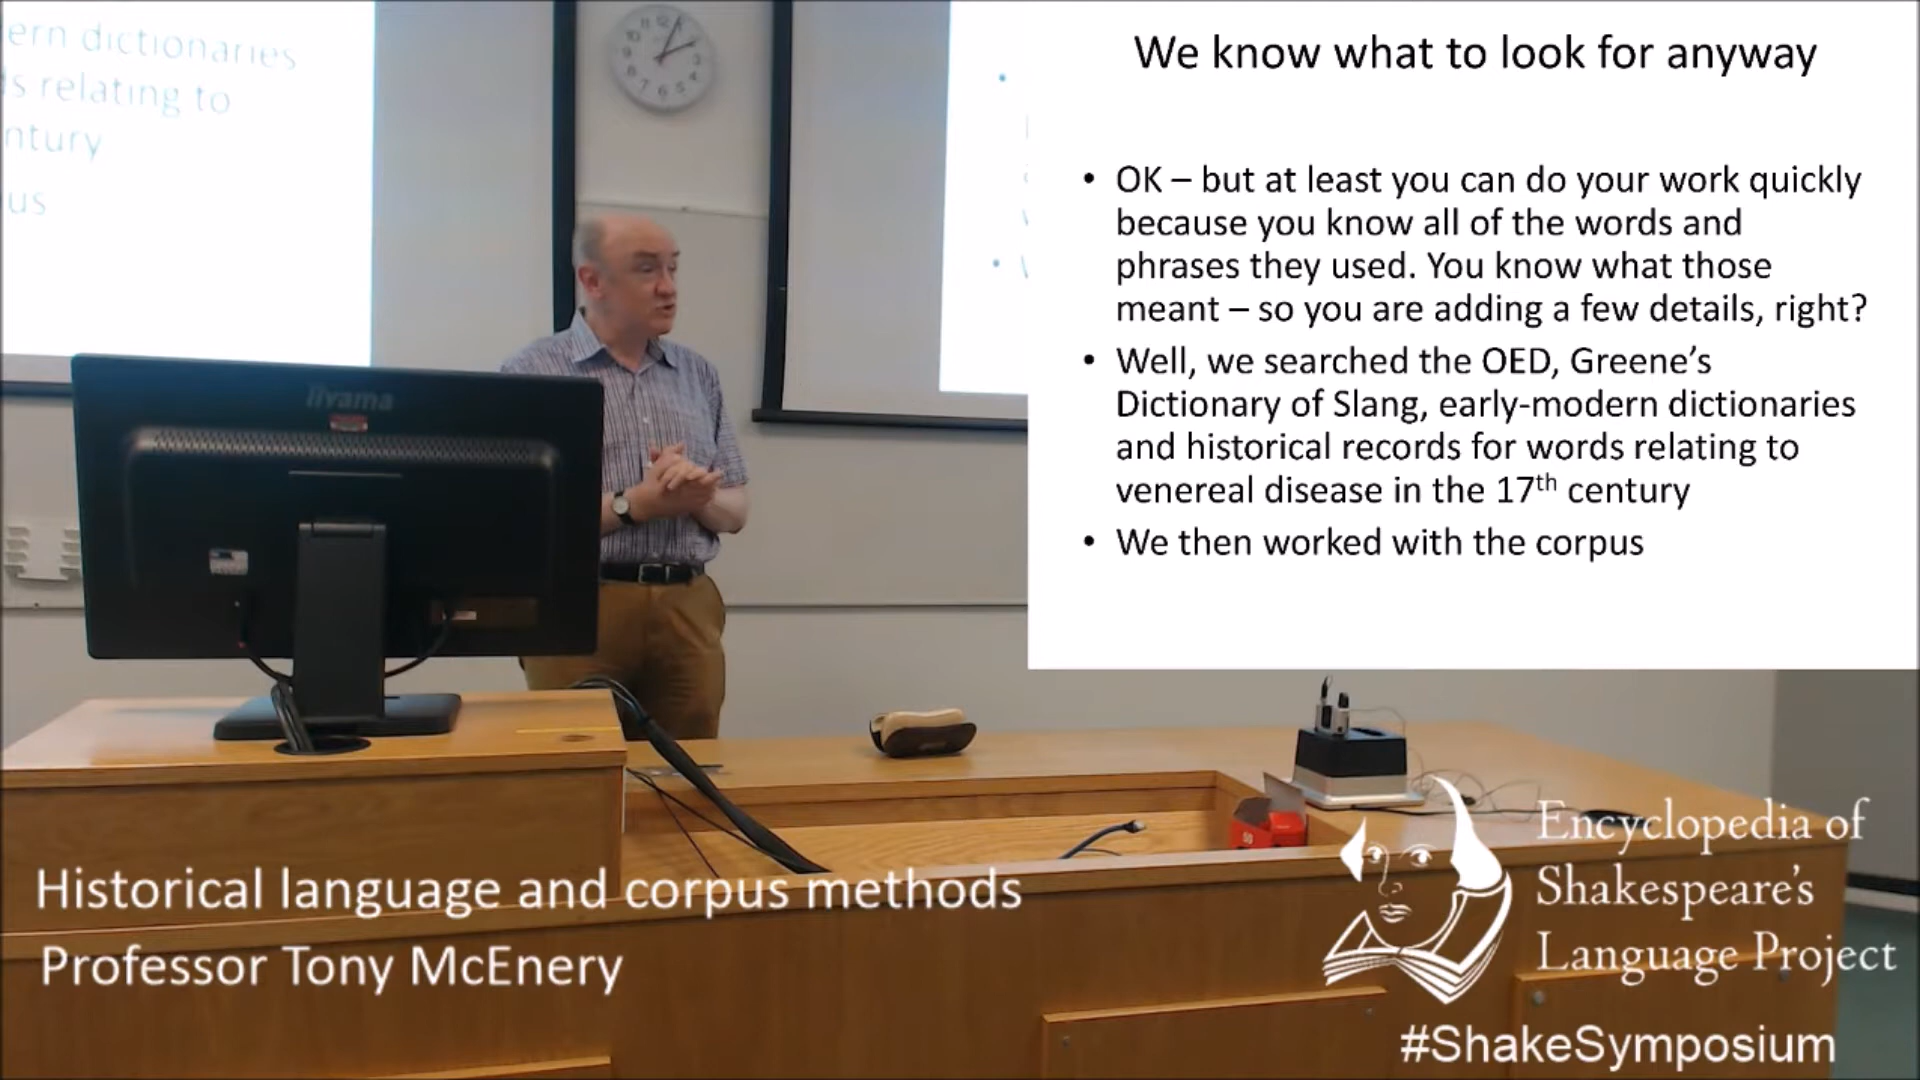 ern dictionaries
s relating to
ntury
us
We know what to look for anyway
• OK – but at least you can do your work quickly
because you know all of the words and
phrases they used. You know what those
meant – so you are adding a few details, right?
• Well, we searched the OED, Greene’s
Dictionary of Slang, early-modern dictionaries
and historical records for words relating to
venereal disease in the 17th century
• We then worked with the corpus
iiyama
Historical language and corpus methods
Professor Tony McEnery
Encyclopedia of
Shakespeare’s
Language Project
#ShakeSymposium